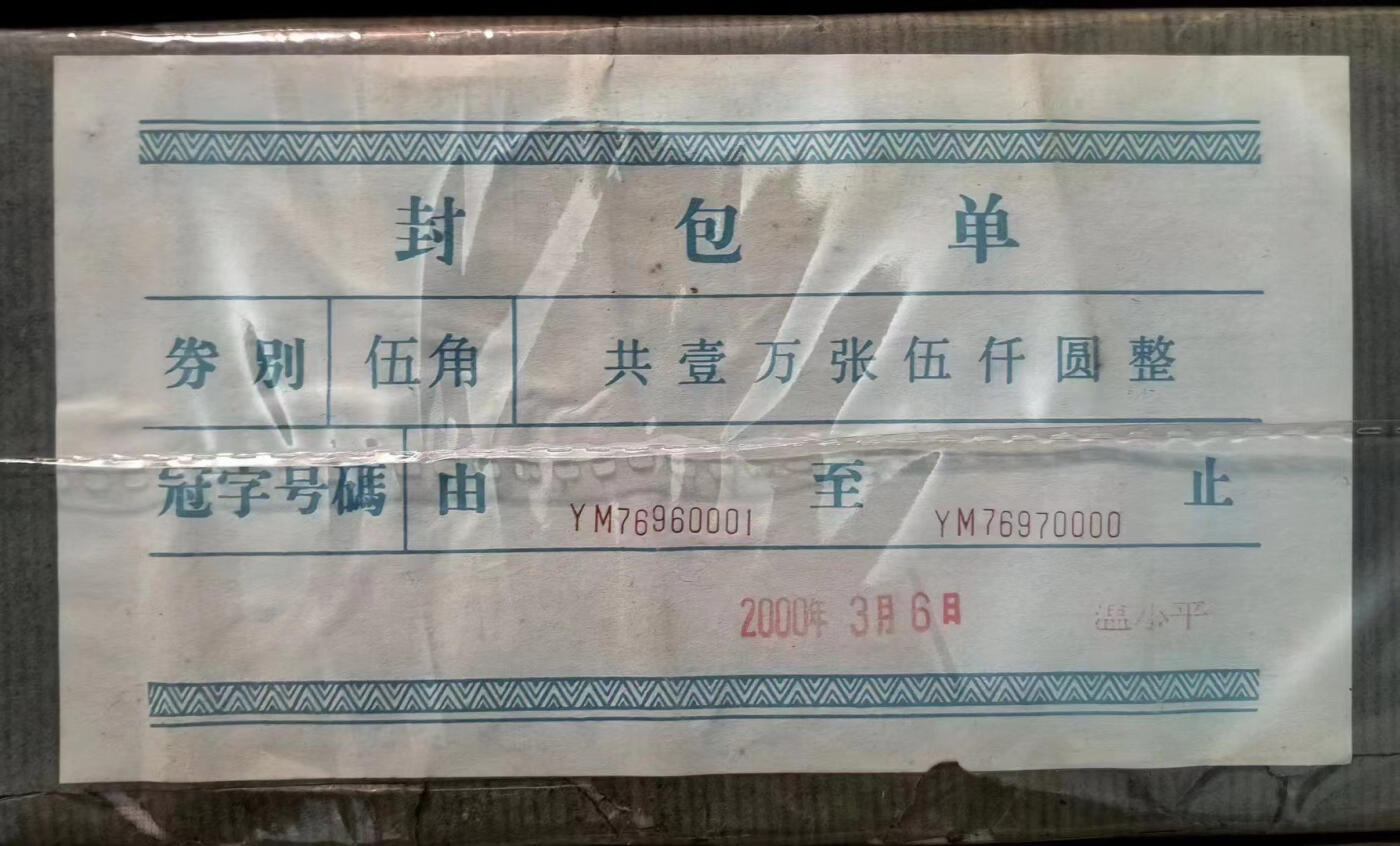 封包单
券别 伍角 共壹万张伍仟圆整
冠字号碼 由 YM76960001 至 YM76970000 止
2000年 3月 6日 温小平